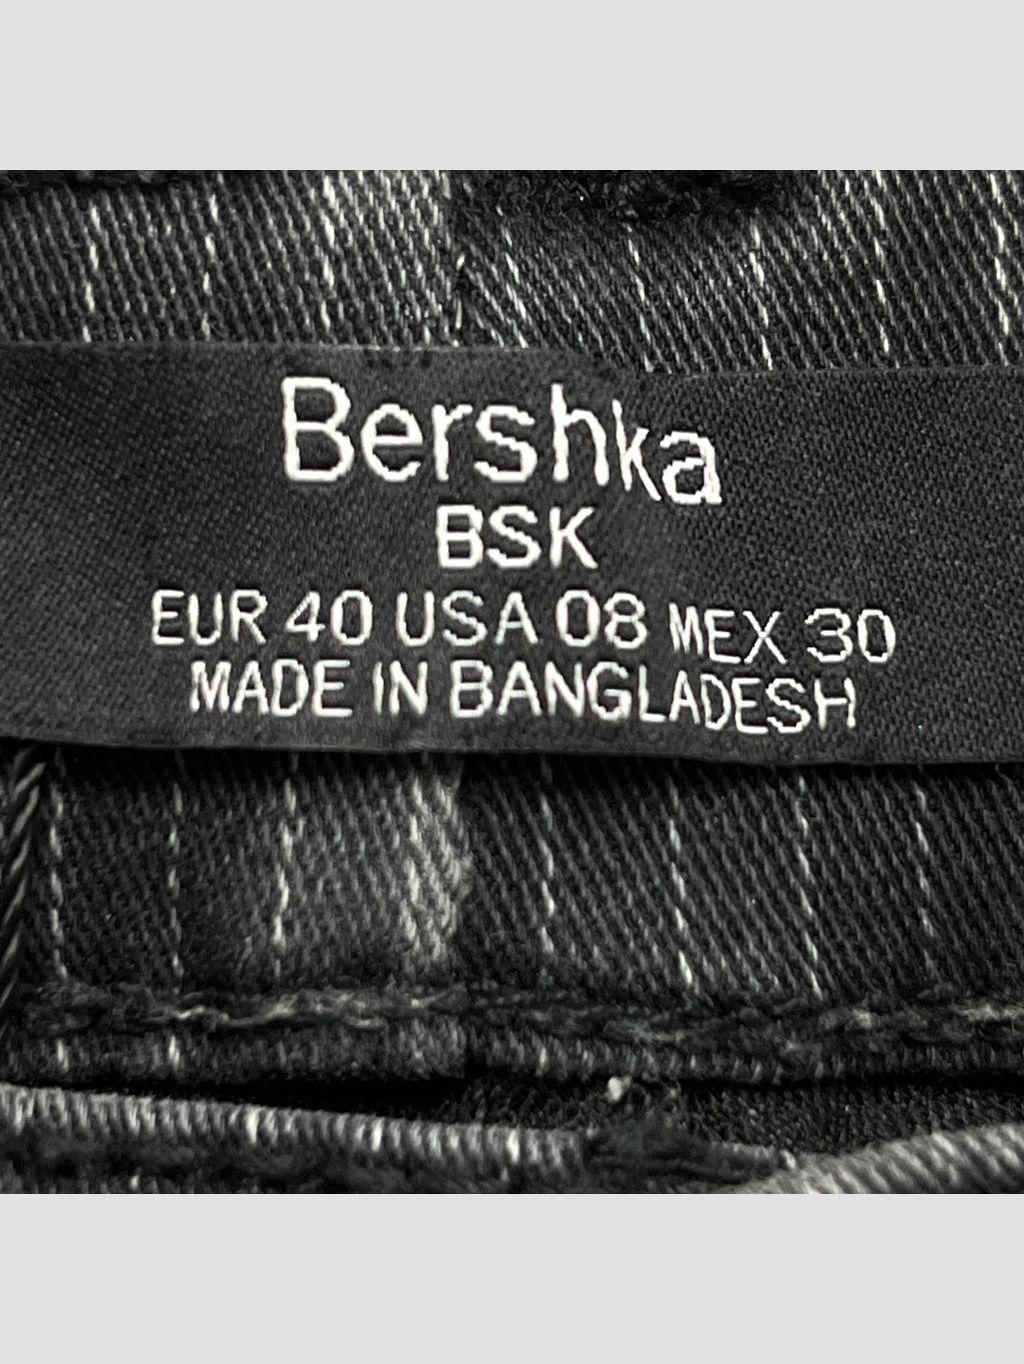 Bershka
BSK
EUR 40 USA 08 MEX 30
MADE IN BANGLADESH